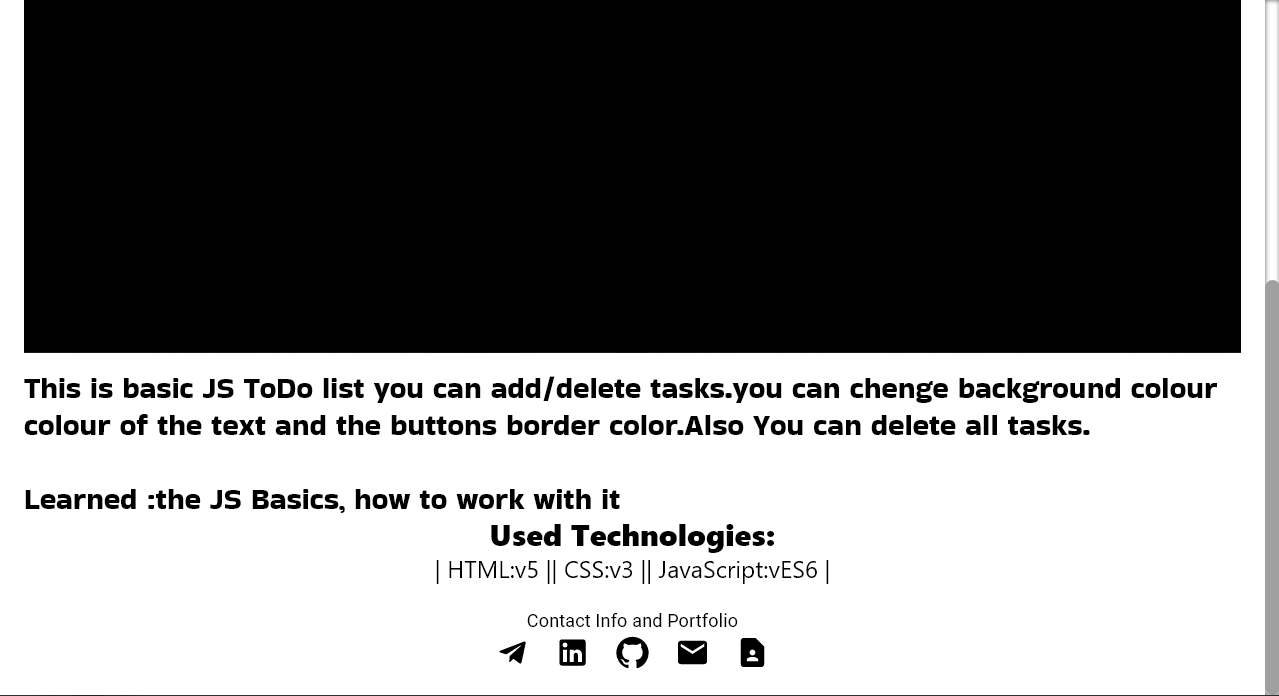 This is basic JS ToDo list you can add/delete tasks.you can chenge background colour
colour of the text and the buttons border color.Also You can delete all tasks.
Learned :the JS Basics, how to work with it
Used Technologies:
| HTML:v5 || CSS:v3 || JavaScript:vES6 |
Contact Info and Portfolio
in